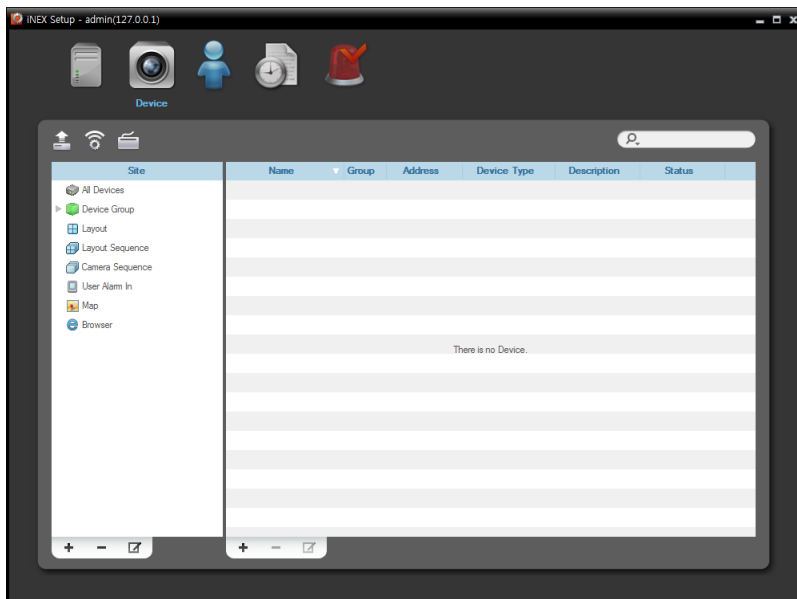 iNEX Setup - admin(127.0.0.1)
Device
Site
Name Group Address Device Type Description Status
All Devices
Device Group
Layout
Layout Sequence
Camera Sequence
User Alarm In
Map
Browser
There is no Device.